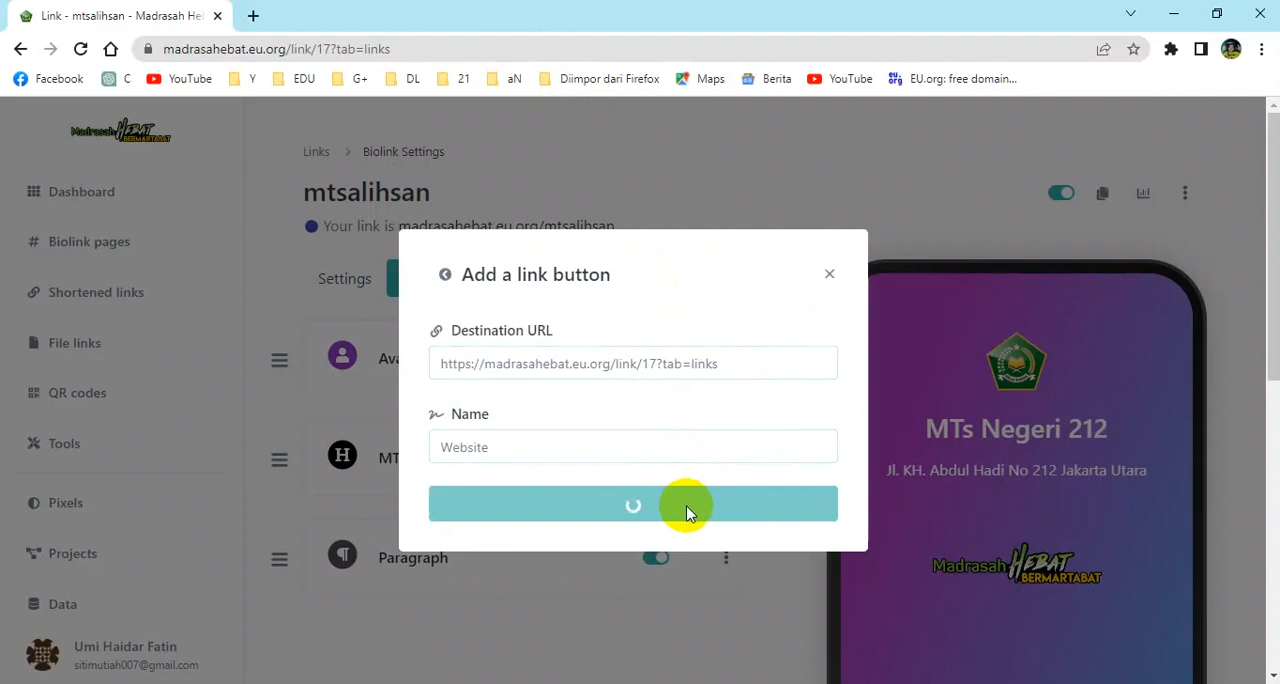 Link - mtsalihsan - Madrasah He
madrasahebat.eu.org/link/17?tab=links
Facebook C YouTube Y EDU G+ DL 21 aN Diimpor dari Firefox Maps Berita YouTube EU.org: free domain...
Madrasah HEBAT BERMARTABAT
Dashboard
Biolink pages
Shortened links
File links
QR codes
Tools
Pixels
Projects
Data
Umi Haidar Fatin
sitimutiah007@gmail.com
Links > Biolink Settings
mtsalihsan
Your link is madrasahebat.eu.org/mtsalihsan
Settings
Ava
H MT
Paragraph
Add a link button
Destination URL
https://madrasahebat.eu.org/link/17?tab=links
Name
Website
MTs Negeri 212
Jl. KH. Abdul Hadi No 212 Jakarta Utara
Madrasah HEBAT BERMARTABAT